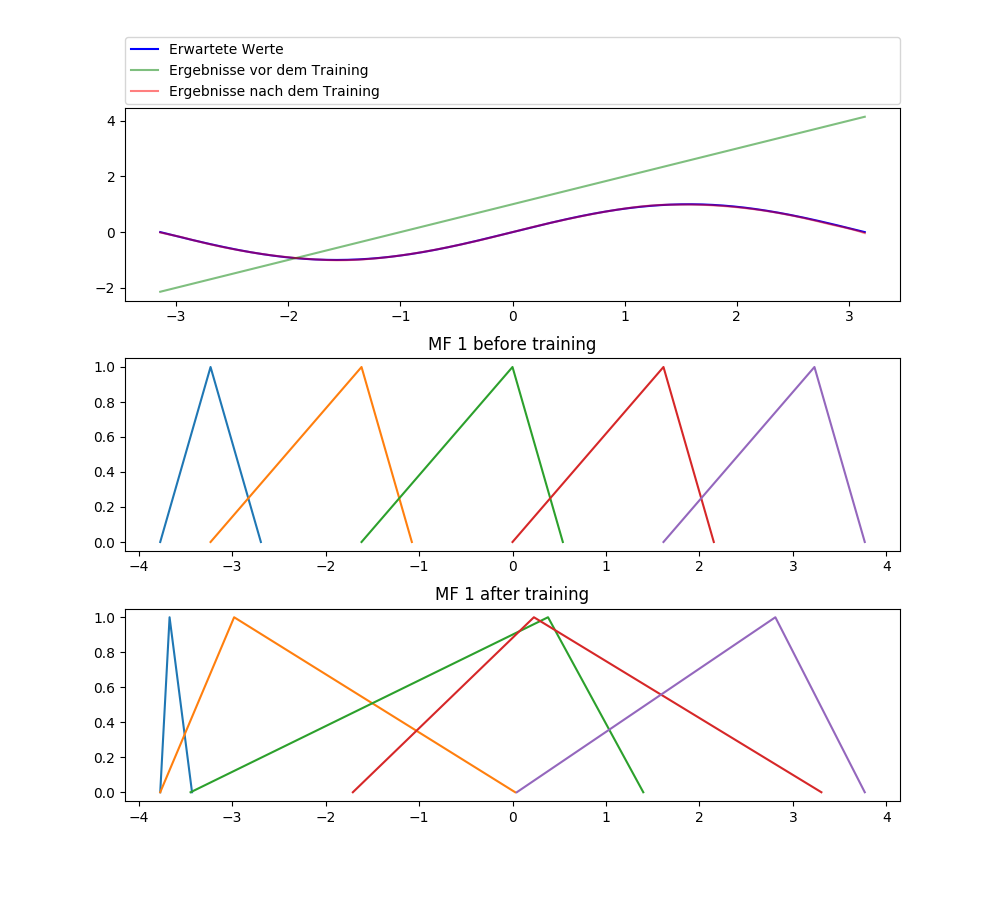 Erwartete Werte
Ergebnisse vor dem Training
Ergebnisse nach dem Training
4
2
0
−2
−3 −2 −1 0 1 2 3
MF 1 before training
1.0
0.8
0.6
0.4
0.2
0.0
−4 −3 −2 −1 0 1 2 3 4
MF 1 after training
1.0
0.8
0.6
0.4
0.2
0.0
−4 −3 −2 −1 0 1 2 3 4